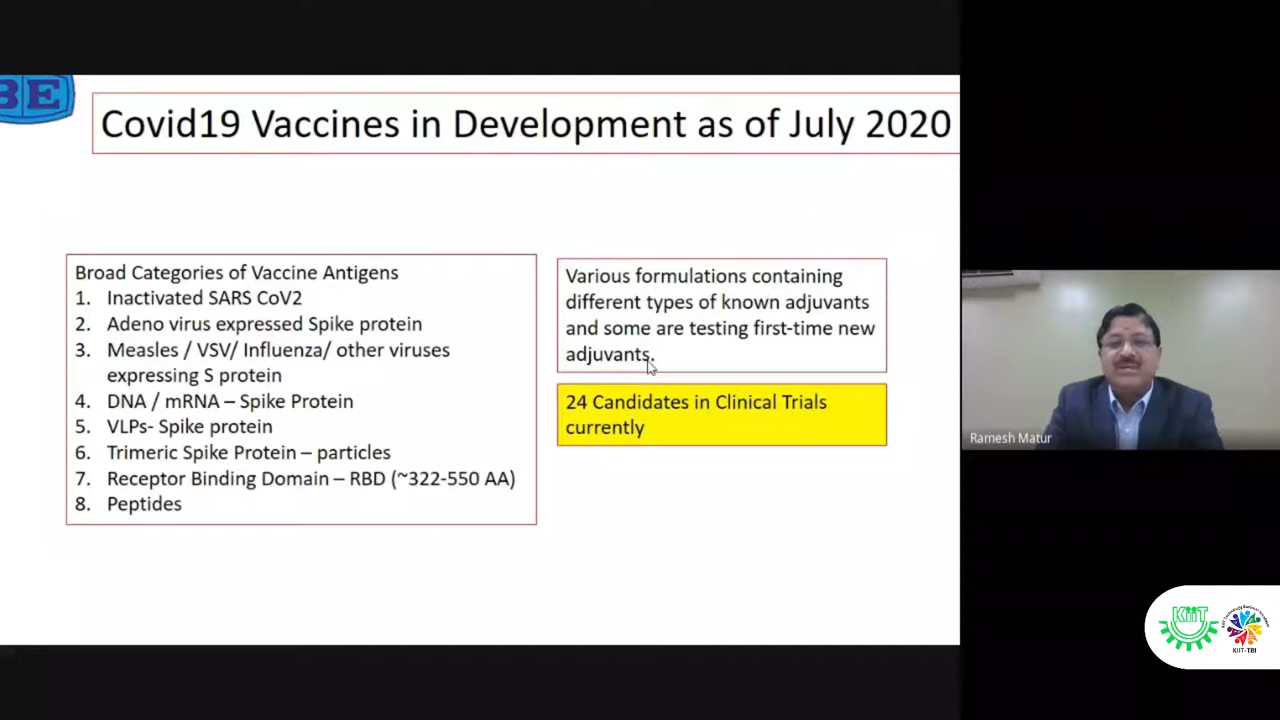 BE
Covid19 Vaccines in Development as of July 2020
Broad Categories of Vaccine Antigens
1. Inactivated SARS CoV2
2. Adeno virus expressed Spike protein
3. Measles / VSV/ Influenza/ other viruses
expressing S protein
4. DNA / mRNA – Spike Protein
5. VLPs- Spike protein
6. Trimeric Spike Protein – particles
7. Receptor Binding Domain – RBD (~322-550 AA)
8. Peptides
Various formulations containing
different types of known adjuvants
and some are testing first-time new
adjuvants.
24 Candidates in Clinical Trials
currently
Ramesh Matur
KiiT
KIIT-TBI